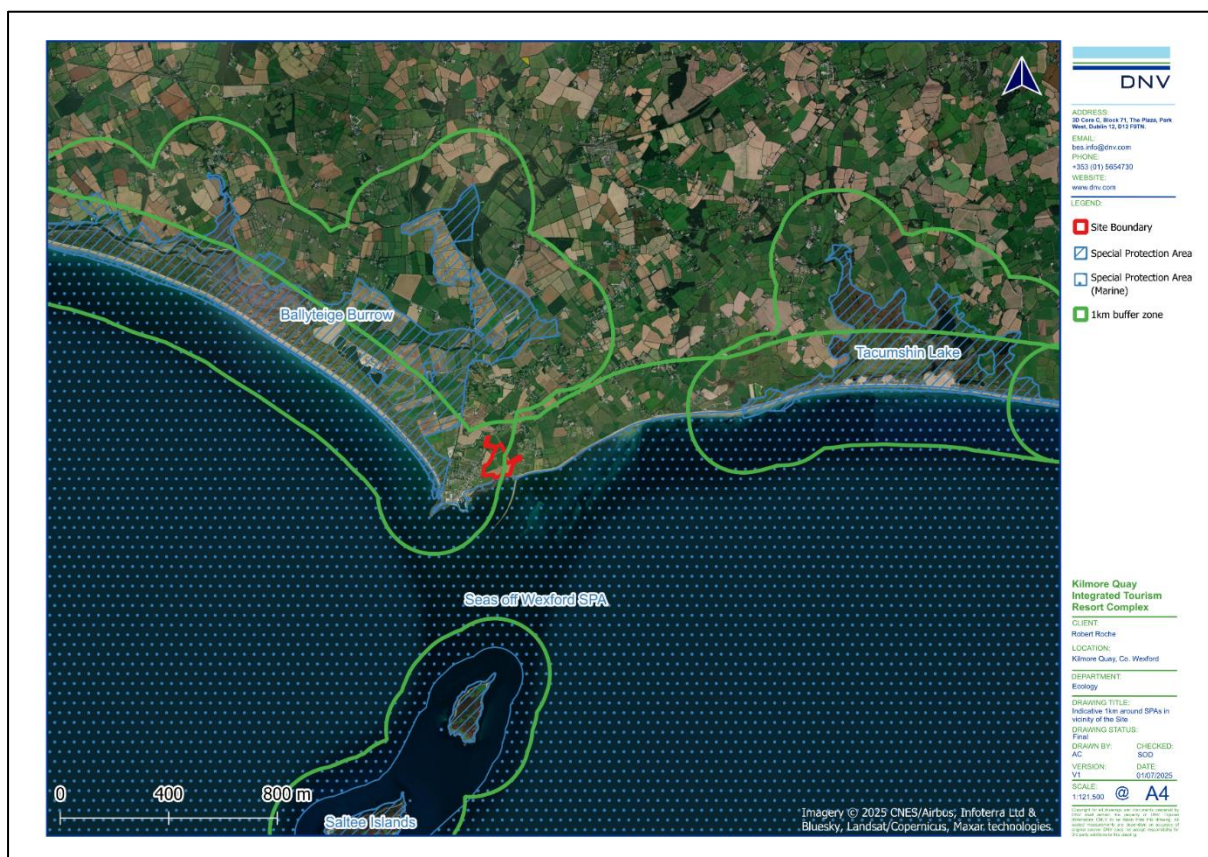 Ballyteige Burrow
Tacumshin Lake
Seas off Wexford SPA
Saltee Islands
0 400 800 m
Imagery © 2025 CNES/Airbus, Infoterra Ltd &
Bluesky, Landsat/Copernicus, Maxar technologies.
DNV
ADDRESS:
3D Core C, Block 71, The Plaza, Park
West, Dublin 12, D12 F9TN.
EMAIL:
bes.info@dnv.com
PHONE:
+353 (01) 5654730
WEBSITE:
www.dnv.com
LEGEND:
Site Boundary
Special Protection Area
Special Protection Area
(Marine)
1km buffer zone
Kilmore Quay
Integrated Tourism
Resort Complex
CLIENT:
Robert Roche
LOCATION:
Kilmore Quay, Co. Wexford
DEPARTMENT:
Ecology
DRAWING TITLE:
Indicative 1km around SPAs in
vicinity of the Site
DRAWING STATUS:
Final
DRAWN BY: CHECKED:
AC SOD
VERSION: DATE:
V1 01/07/2025
SCALE:
1:121,500 @ A4